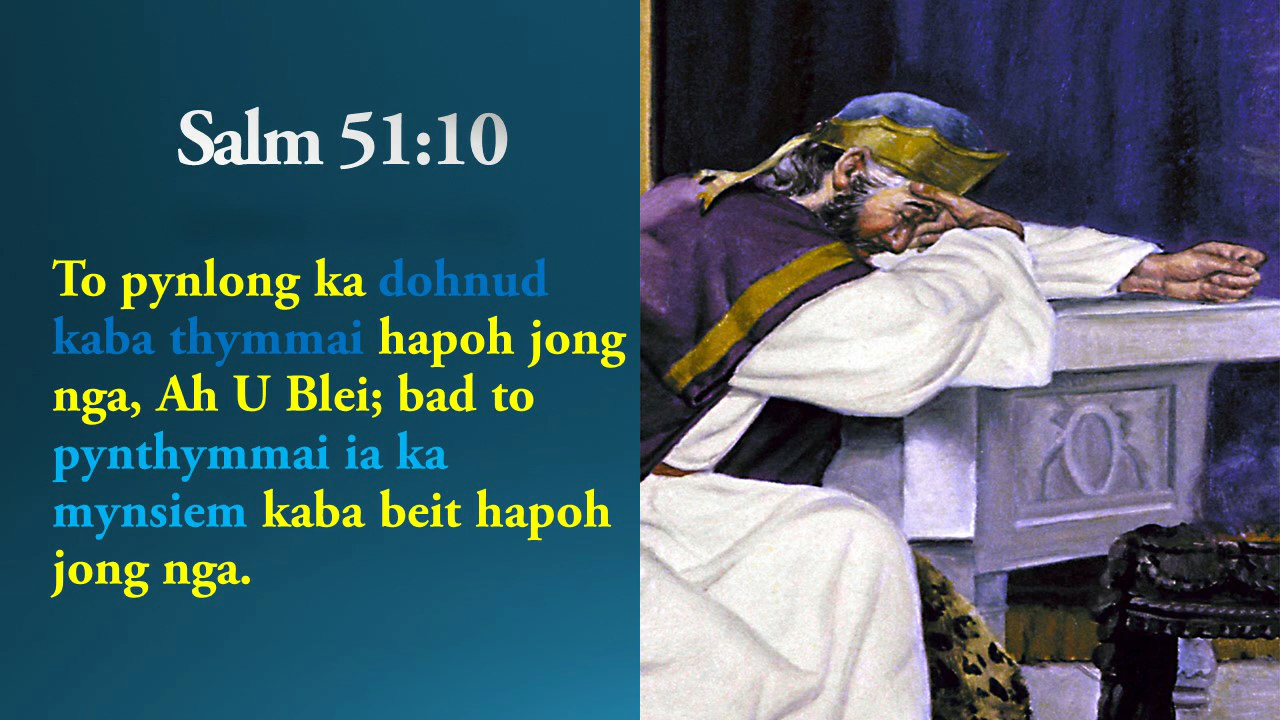 Salm 51:10
To pynlong ka dohnud
kaba thymmai hapoh jong
nga, Ah U Blei; bad to
pynthymmai ia ka
mynsiem kaba beit hapoh
jong nga.